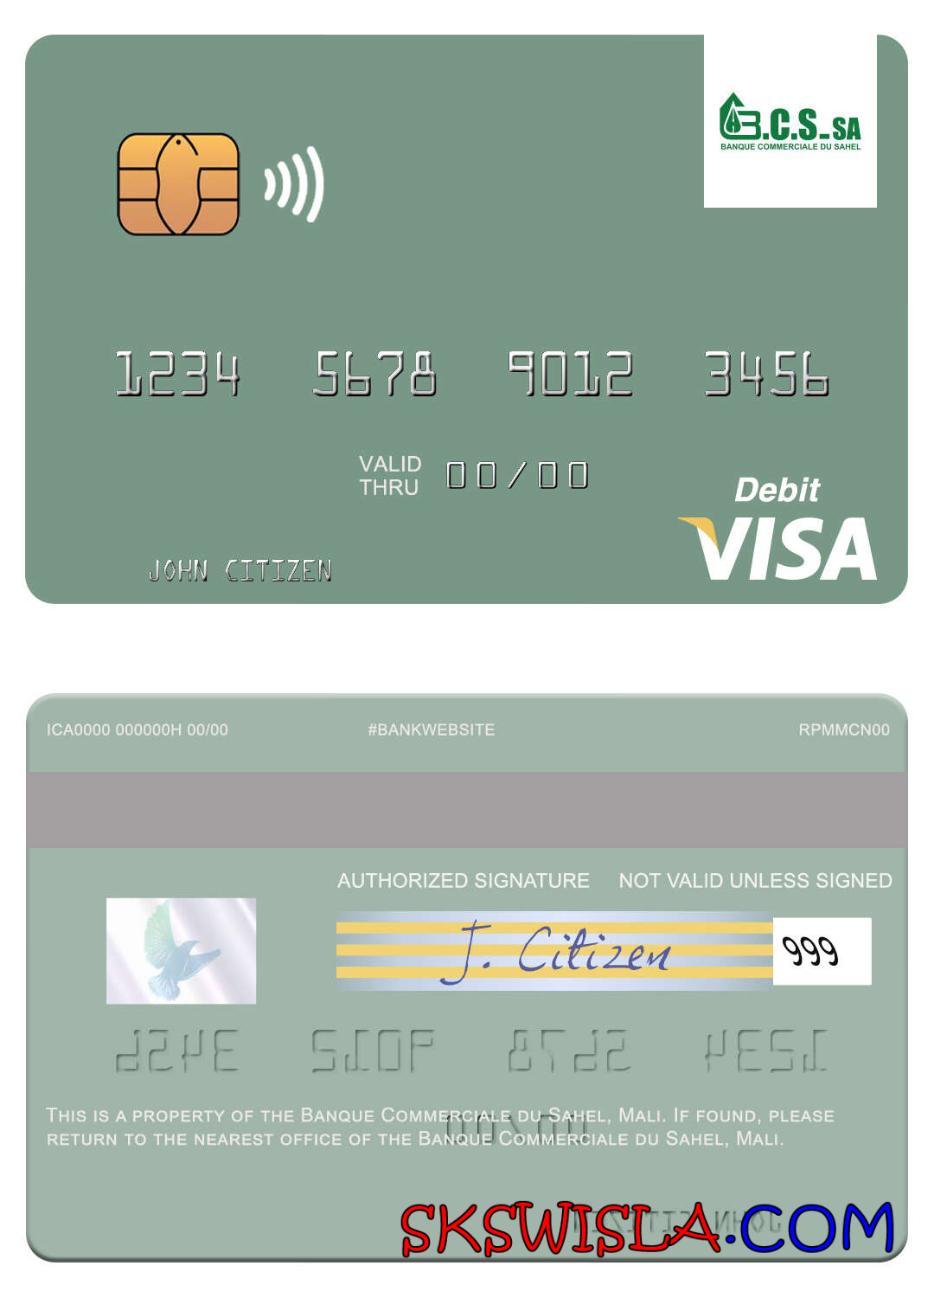 B.C.S-SA
BANQUE COMMERCIALE DU SAHEL
1234 5678 9012 3456
VALID
THRU 00/00
Debit
VISA
JOHN CITIZEN
ICA0000 000000H 00/00 #BANKWEBSITE RPMMCN00
AUTHORIZED SIGNATURE NOT VALID UNLESS SIGNED
J. Citizen 999
THIS IS A PROPERTY OF THE BANQUE COMMERCIALE DU SAHEL, MALI. IF FOUND, PLEASE
RETURN TO THE NEAREST OFFICE OF THE BANQUE COMMERCIALE DU SAHEL, MALI.
SKSWISLA.COM